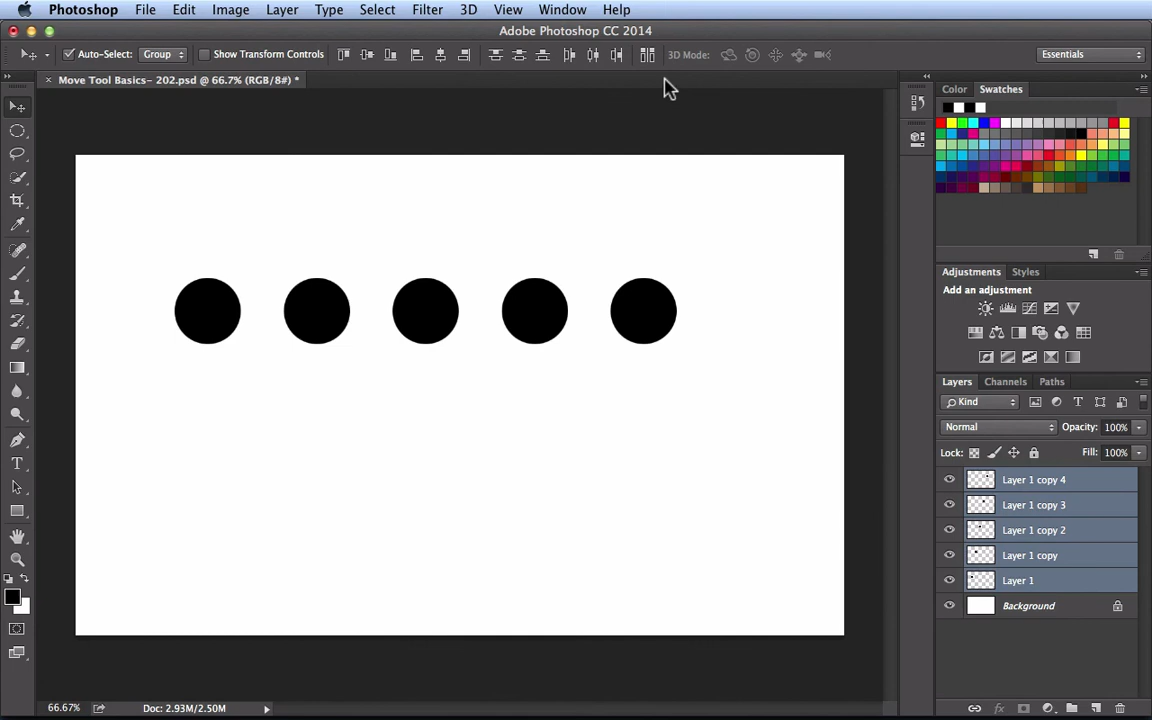 Photoshop File Edit Image Layer Type Select Filter 3D View Window Help
Adobe Photoshop CC 2014
Auto-Select: Group Show Transform Controls 3D Mode: Essentials
× Move Tool Basics- 202.psd @ 66.7% (RGB/8#) *
Color Swatches
Adjustments Styles
Add an adjustment
Layers Channels Paths
Kind
Normal Opacity: 100%
Lock: Fill: 100%
Layer 1 copy 4
Layer 1 copy 3
Layer 1 copy 2
Layer 1 copy
Layer 1
Background
66.67% Doc: 2.93M/2.50M